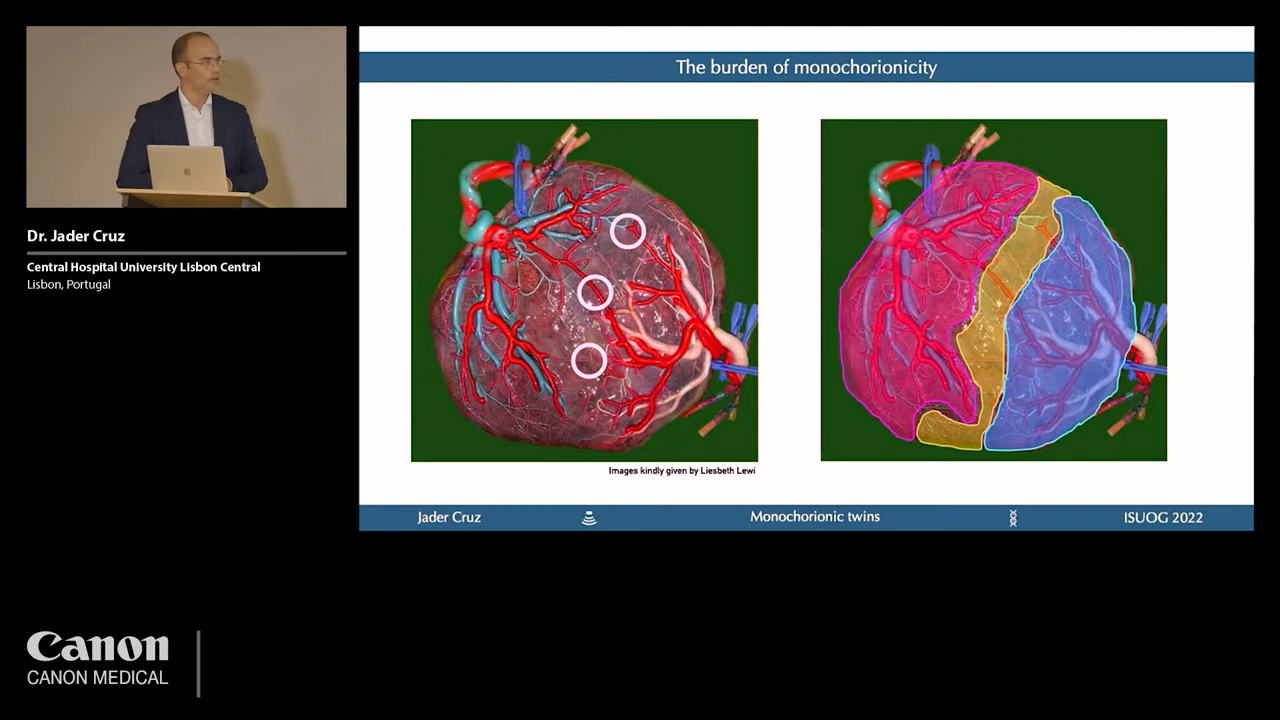 The burden of monochorionicity
Dr. Jader Cruz
Central Hospital University Lisbon Central
Lisbon, Portugal
Images kindly given by Liesbeth Lewi
Jader Cruz
Monochorionic twins
ISUOG 2022
Canon
CANON MEDICAL